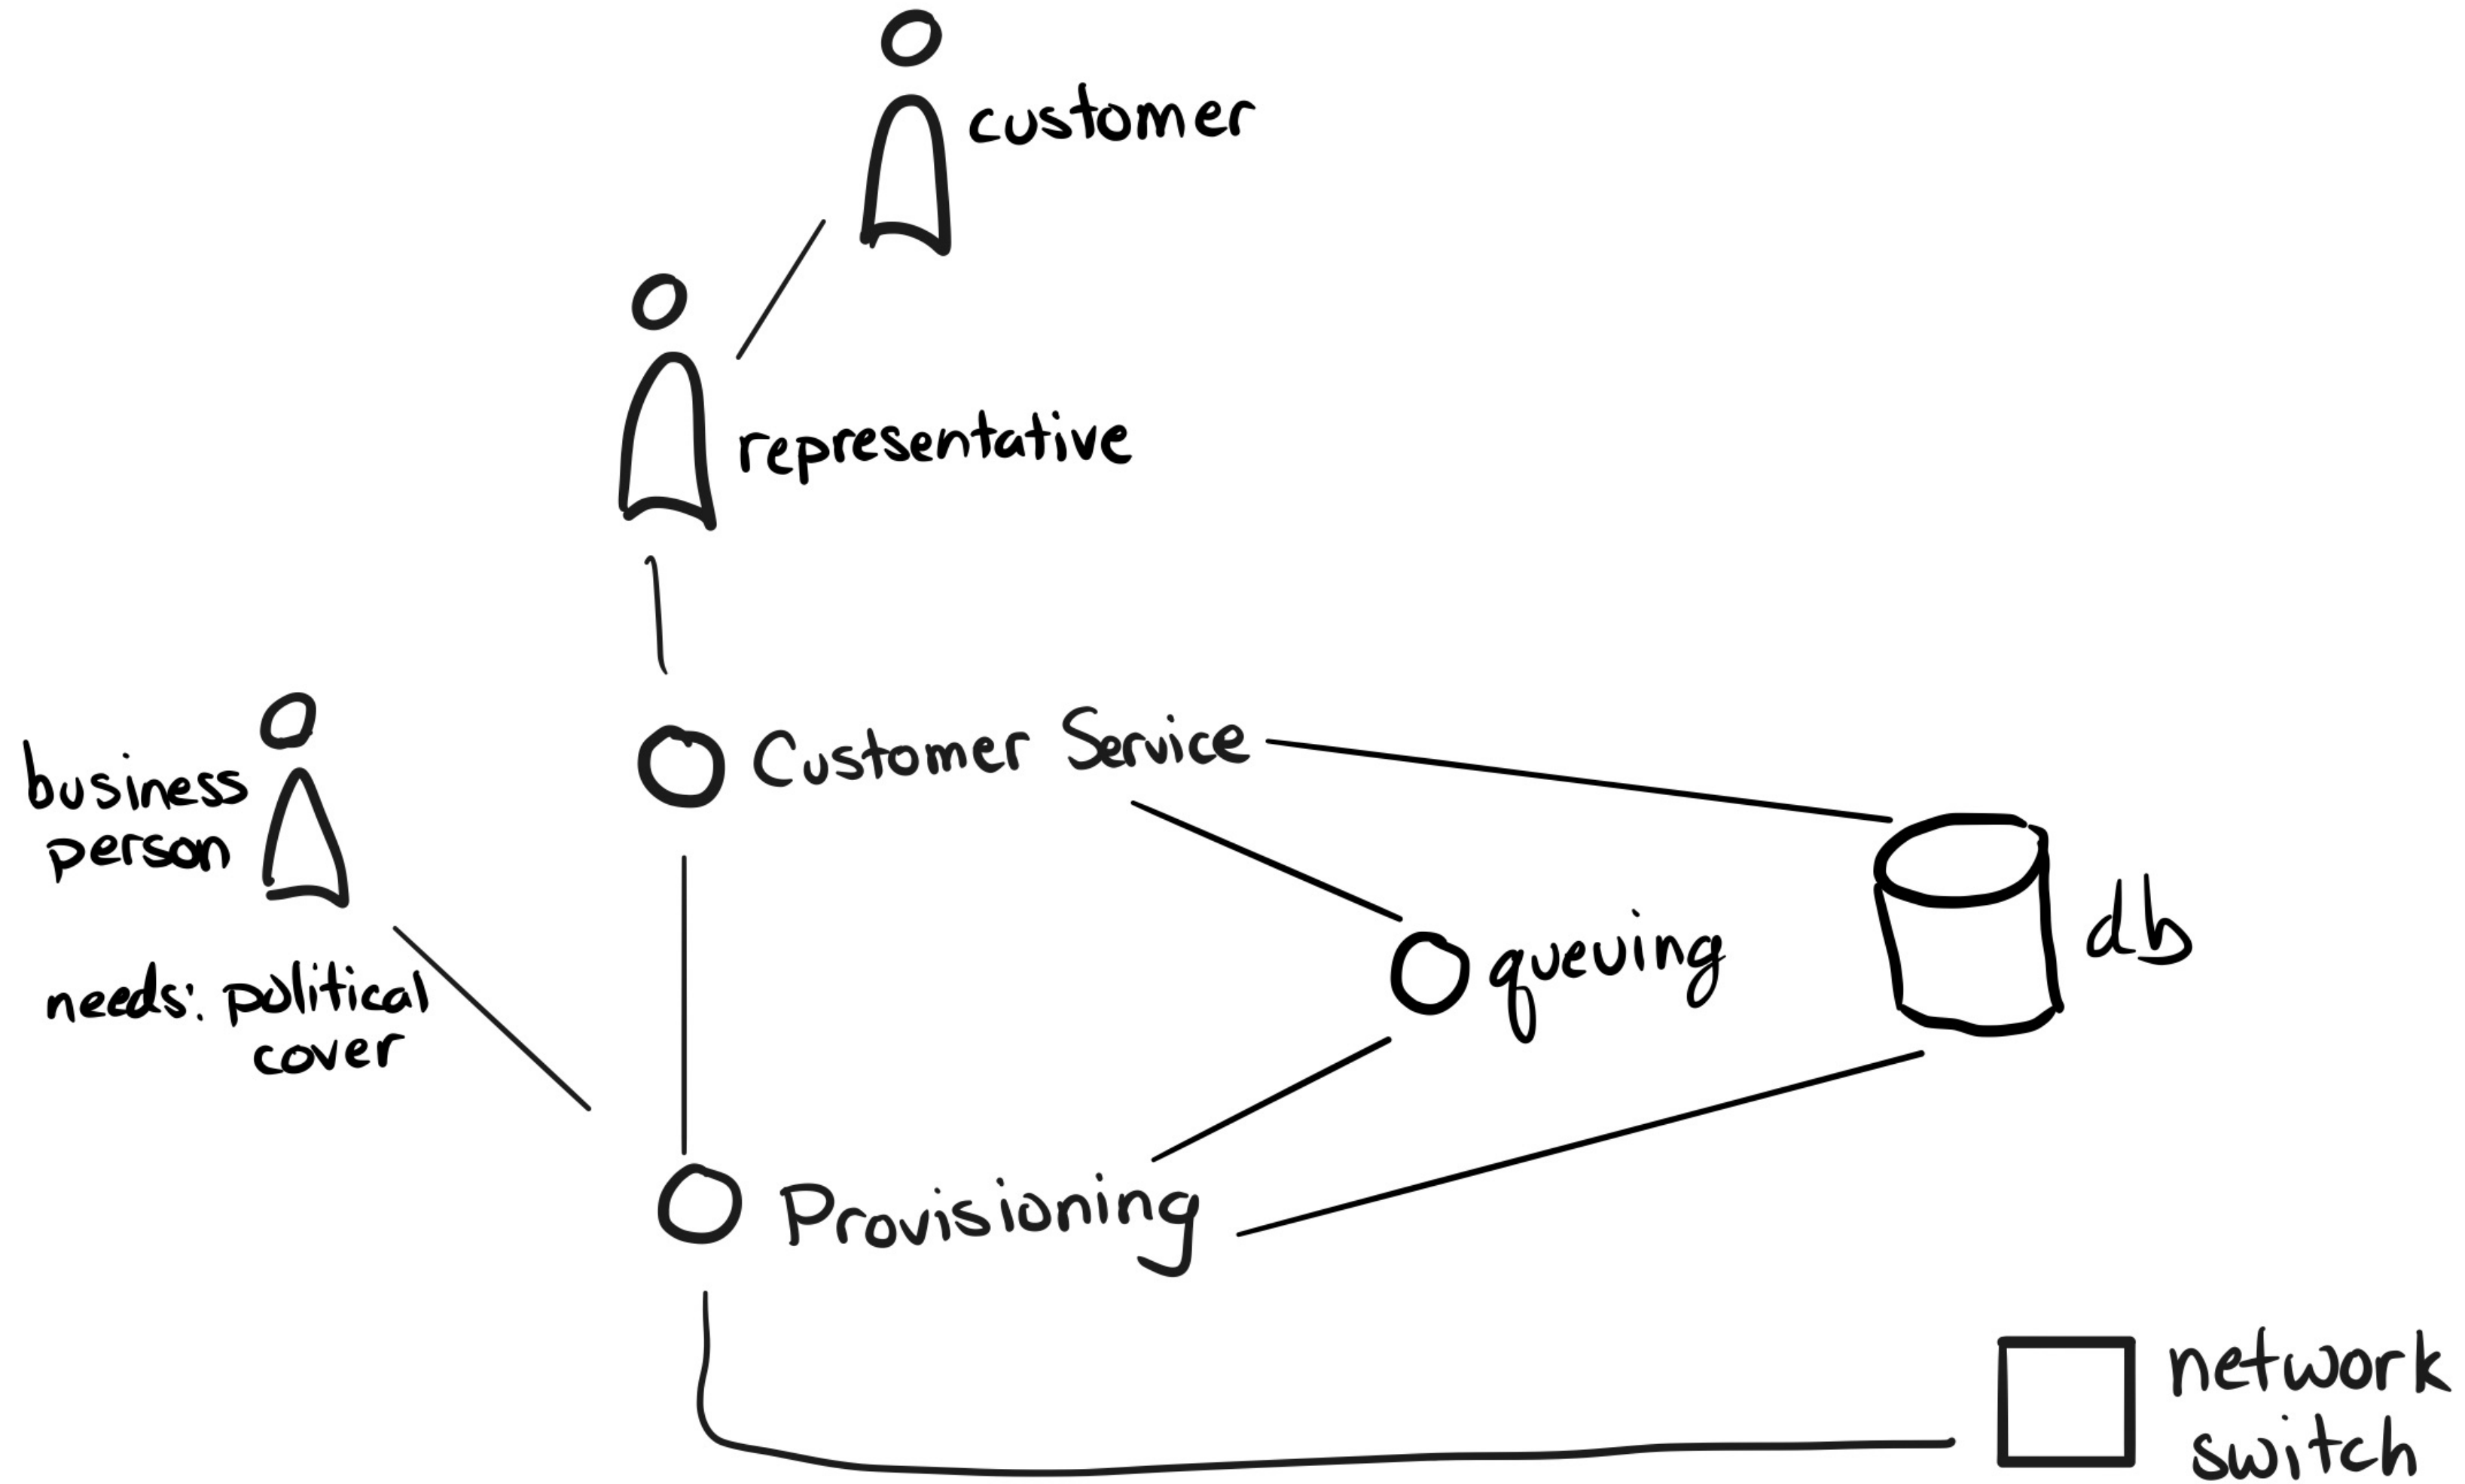 customer
representative
Customer Service
business
person
needs: political
cover
queuing
db
Provisioning
network
switch